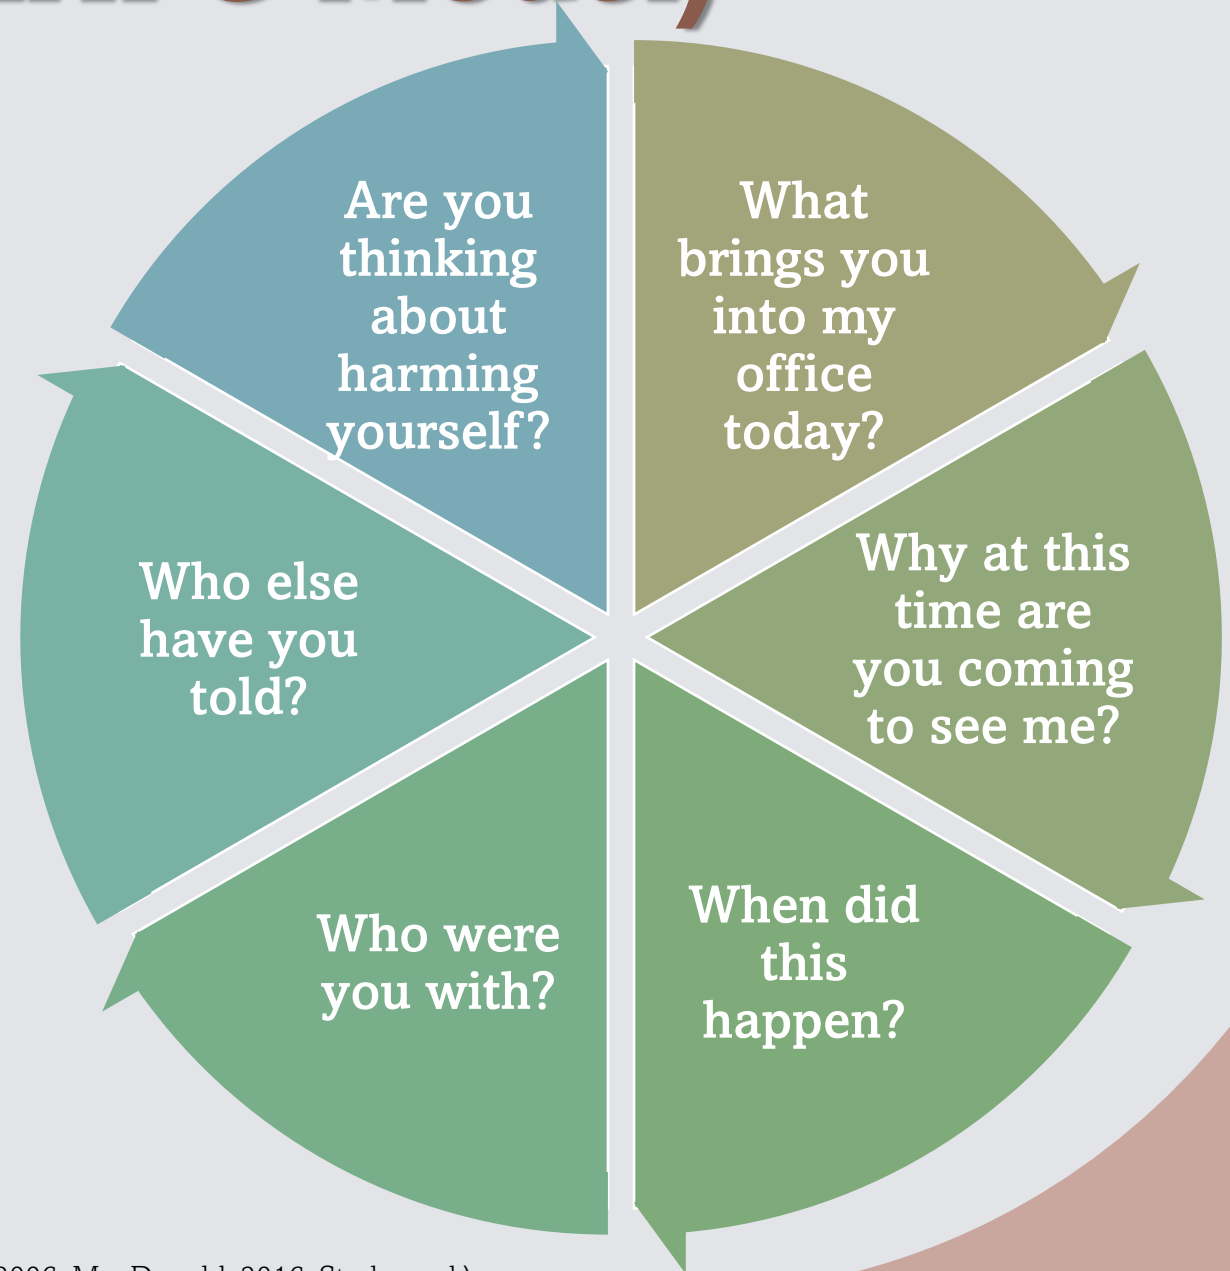 What
brings you
into my
office
today?
Why at this
time are
you coming
to see me?
When did
this
happen?
Who were
you with?
Who else
have you
told?
Are you
thinking
about
harming
yourself?